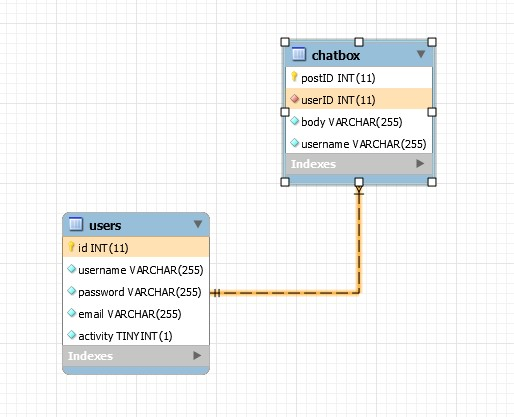 chatbox
postID INT(11)
userID INT(11)
body VARCHAR(255)
username VARCHAR(255)
Indexes
users
id INT(11)
username VARCHAR(255)
password VARCHAR(255)
email VARCHAR(255)
activity TINYINT(1)
Indexes